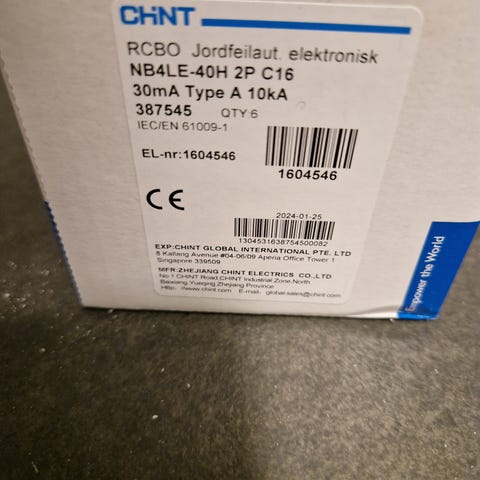 CHINT
RCBO Jordfeilaut. elektronisk
NB4LE-40H 2P C16
30mA Type A 10kA
387545 QTY:6
IEC/EN 61009-1
EL-nr:1604546
1604546
CE
2024-01-25
1304531638754500082
EXP:CHINT GLOBAL INTERNATIONAL PTE. LTD
8 Kallang Avenue #04-06/09 Aperia Office Tower 1
Singapore 339509
MFR:ZHEJIANG CHINT ELECTRICS CO.,LTD
No.1 CHINT Road,CHINT Industrial Zone,North
Baixiang Yueqing Zhejiang Province
Http: //www.chint.com E-mail: global-sales@chint.com
Empower the World